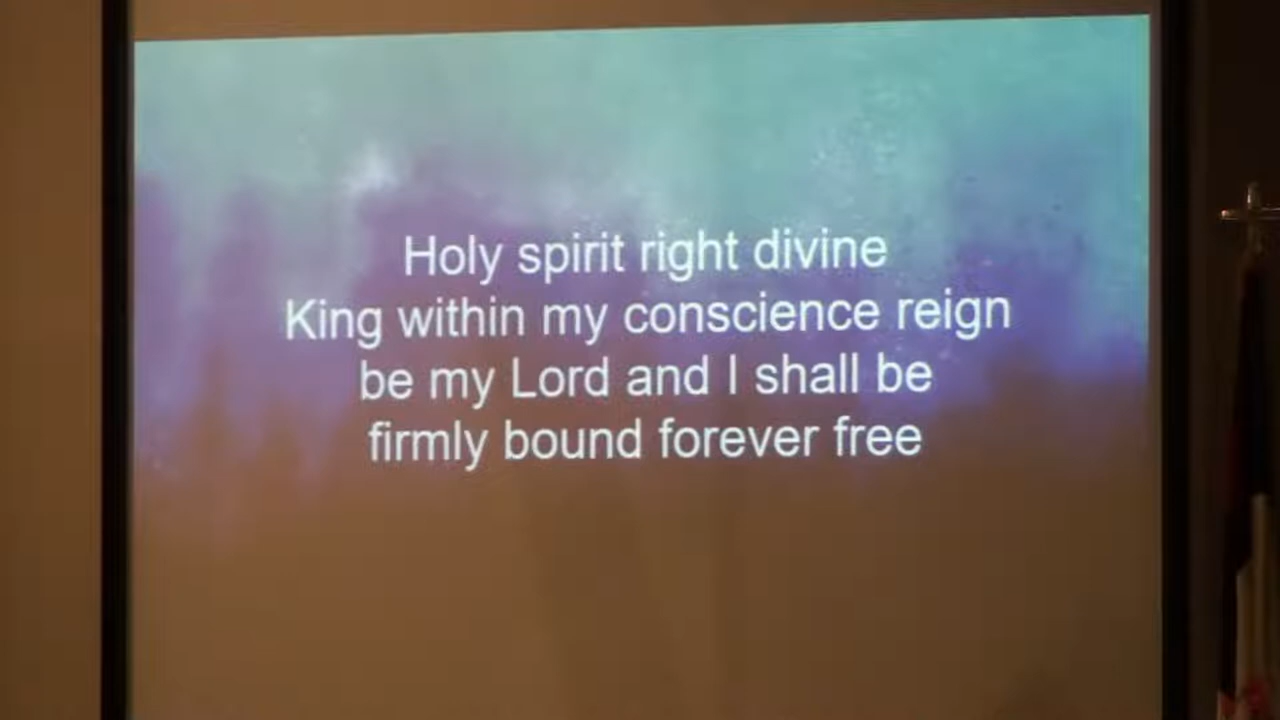 Holy spirit right divine
King within my conscience reign
be my Lord and I shall be
firmly bound forever free